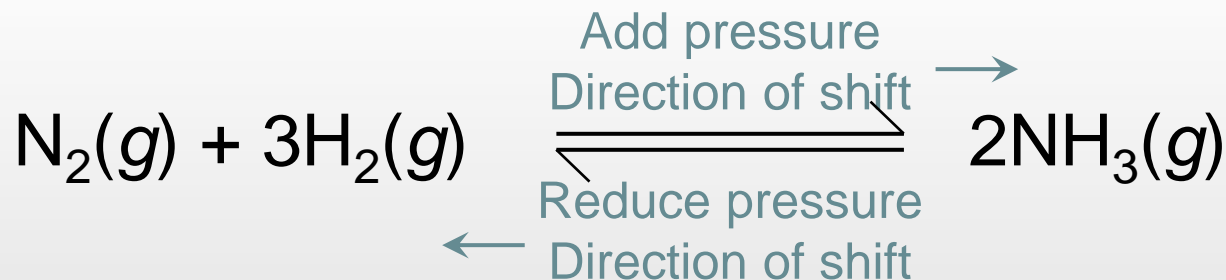 Add pressure
Direction of shift →
N₂(g) + 3H₂(g) ⇌ 2NH₃(g)
Reduce pressure
← Direction of shift